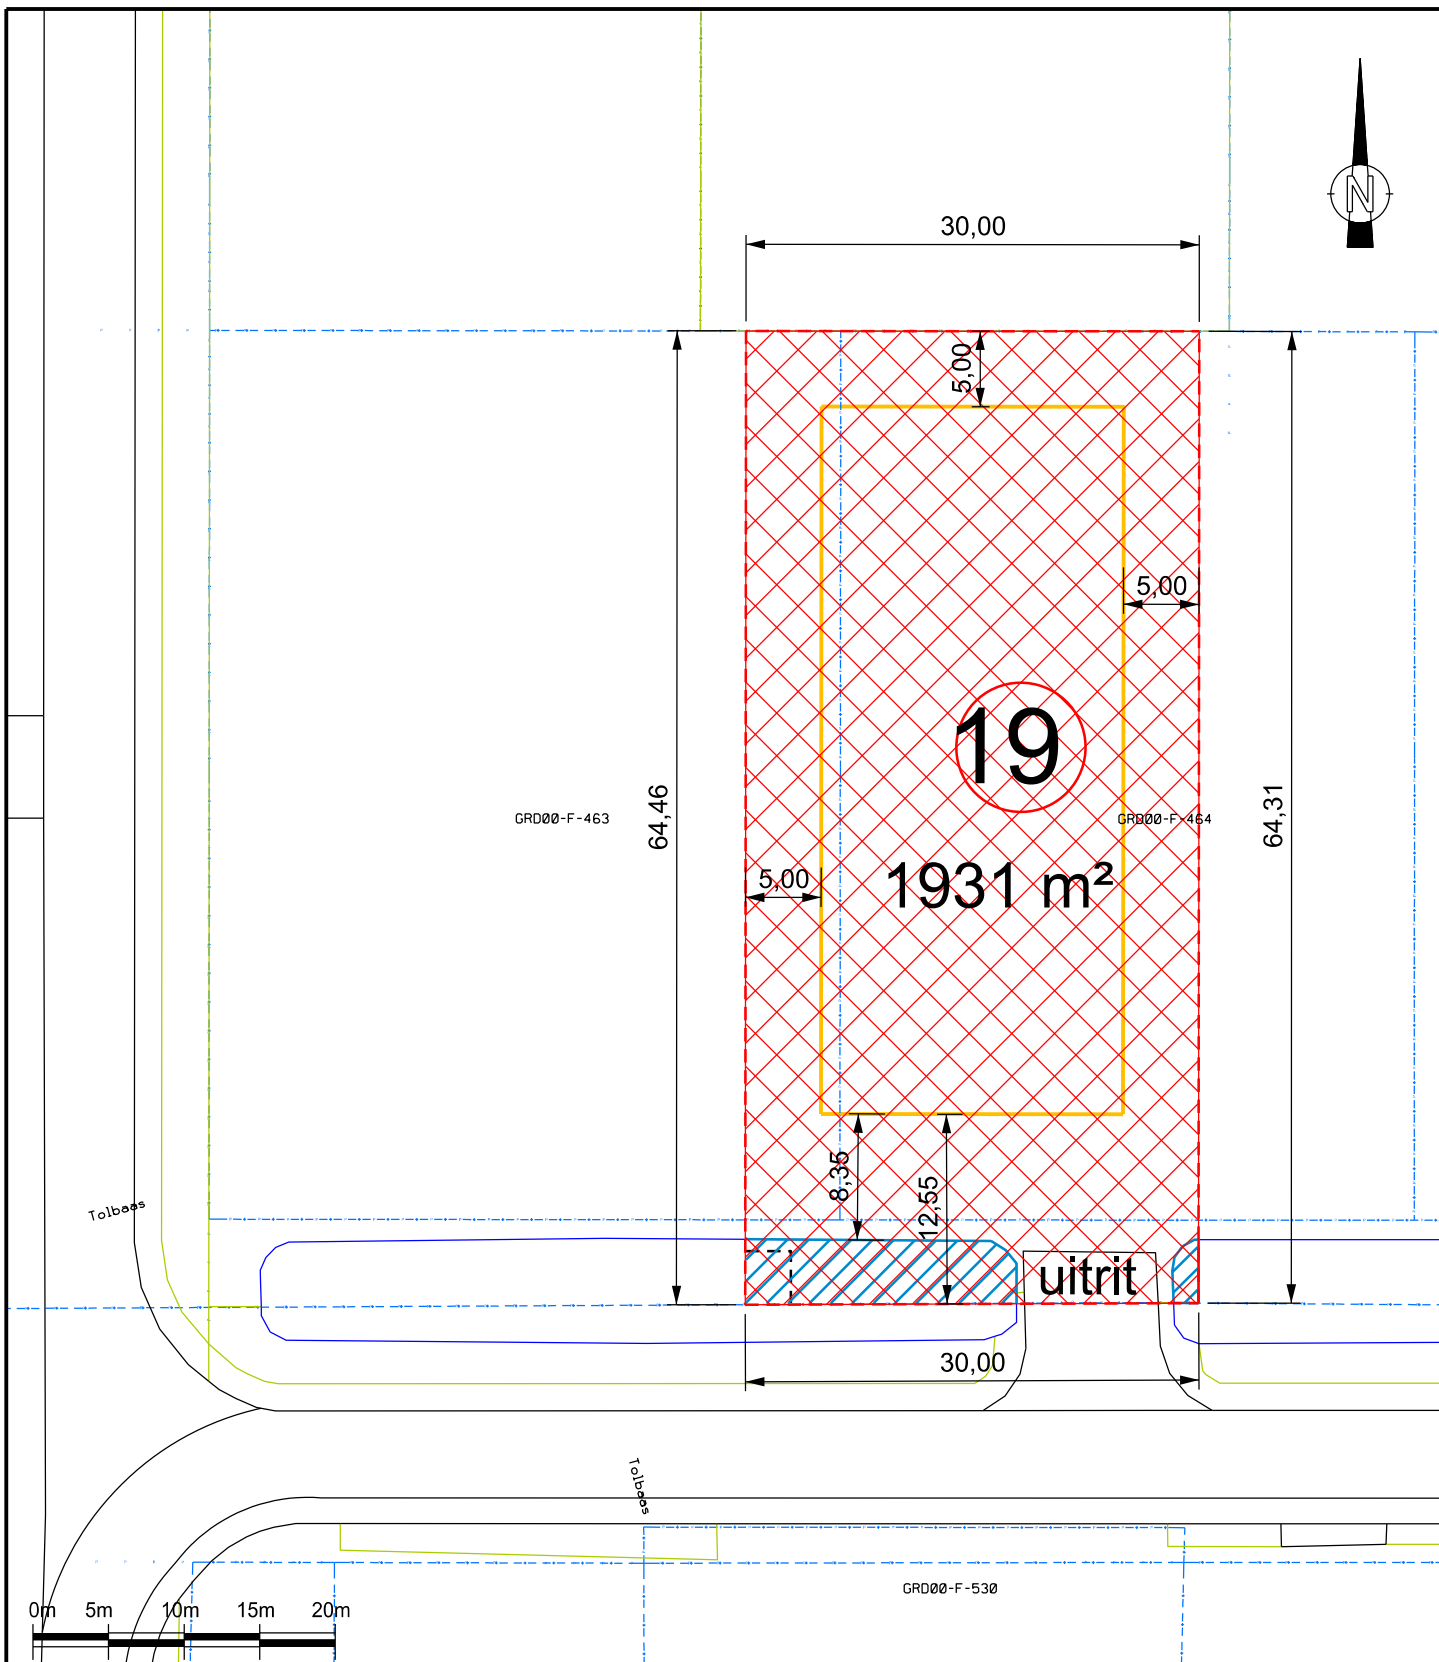 N
30,00
5,00
5,00
19
64,46
64,31
GRD00-F-463
GRD00-F-464
5,00
1931 m²
8,35
12,55
Tolbaas
uitrit
30,00
Tolbaas
GRD00-F-530
0m 5m 10m 15m 20m